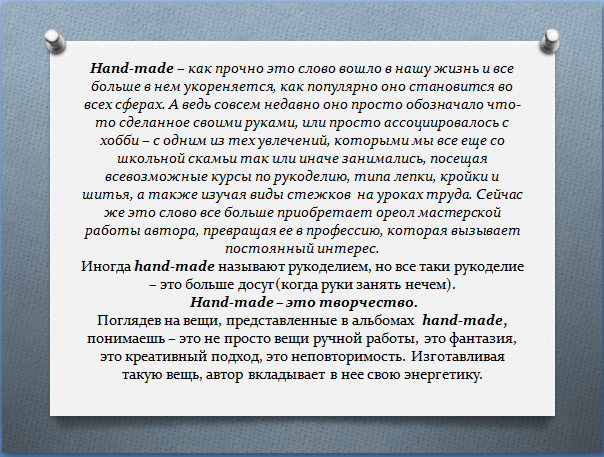 Hand-made – как прочно это слово вошло в нашу жизнь и все
больше в нем укореняется, как популярно оно становится во
всех сферах. А ведь совсем недавно оно просто обозначало что-
то сделанное своими руками, или просто ассоциировалось с
хобби – с одним из тех увлечений, которыми мы все еще со
школьной скамьи так или иначе занимались, посещая
всевозможные курсы по рукоделию, типа лепки, кройки и
шитья, а также изучая виды стежков на уроках труда. Сейчас
же это слово все больше приобретает ореол мастерской
работы автора, превращая ее в профессию, которая вызывает
постоянный интерес.
Иногда hand-made называют рукоделием, но все таки рукоделие
– это больше досуг(когда руки занять нечем).
Hand-made – это творчество.
Поглядев на вещи, представленные в альбомах hand-made,
понимаешь – это не просто вещи ручной работы, это фантазия,
это креативный подход, это неповторимость. Изготавливая
такую вещь, автор вкладывает в нее свою энергетику.